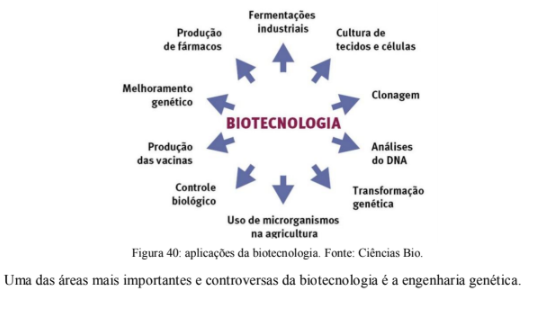 Fermentações
industriais
Produção
de fármacos
Cultura de
tecidos e células
Melhoramento
genético
Clonagem
BIOTECNOLOGIA
Produção
das vacinas
Análises
do DNA
Controle
biológico
Transformação
genética
Uso de microrganismos
na agricultura
Figura 40: aplicações da biotecnologia. Fonte: Ciências Bio.
Uma das áreas mais importantes e controversas da biotecnologia é a engenharia genética.